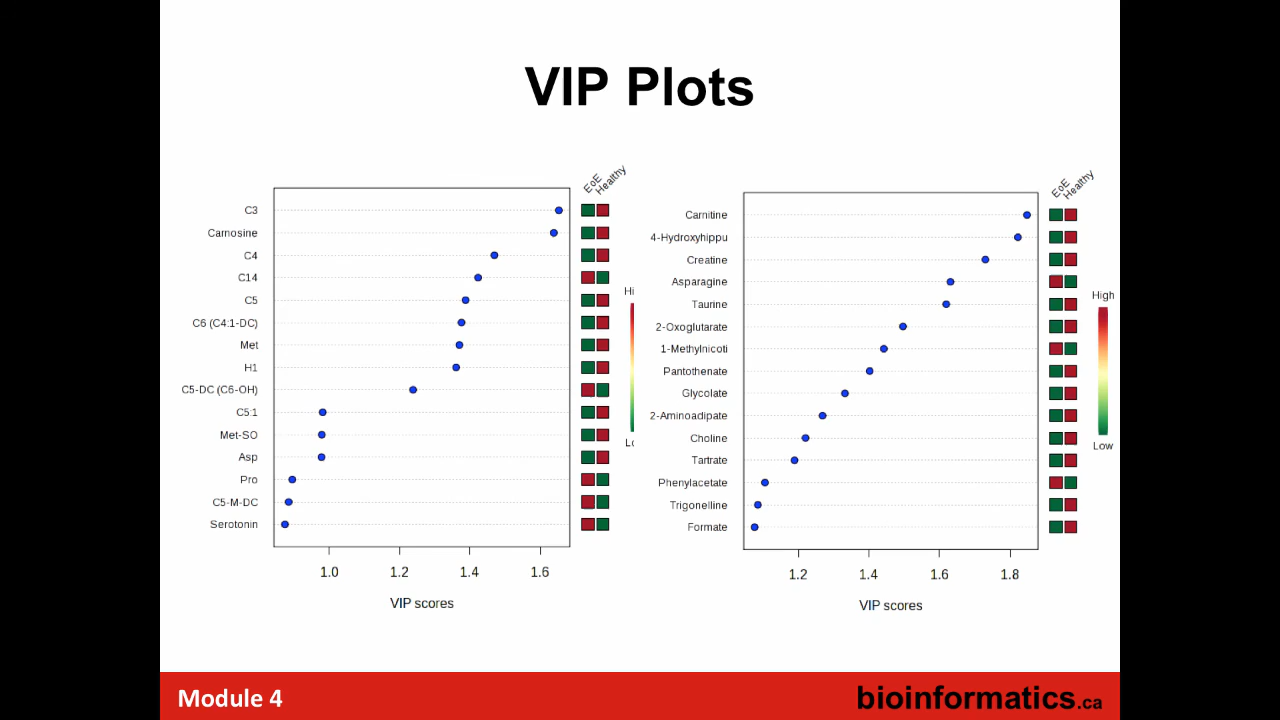 VIP Plots
EoE
Healthy
C3
Carnosine
C4
C14
C5
C6 (C4:1-DC)
Met
H1
C5-DC (C6-OH)
C5:1
Met-SO
Asp
Pro
C5-M-DC
Serotonin
Hi
Lo
1.0 1.2 1.4 1.6
VIP scores
EoE
Healthy
Carnitine
4-Hydroxyhippu
Creatine
Asparagine
Taurine
2-Oxoglutarate
1-Methylnicoti
Pantothenate
Glycolate
2-Aminoadipate
Choline
Tartrate
Phenylacetate
Trigonelline
Formate
High
Low
1.2 1.4 1.6 1.8
VIP scores
Module 4
bioinformatics.ca